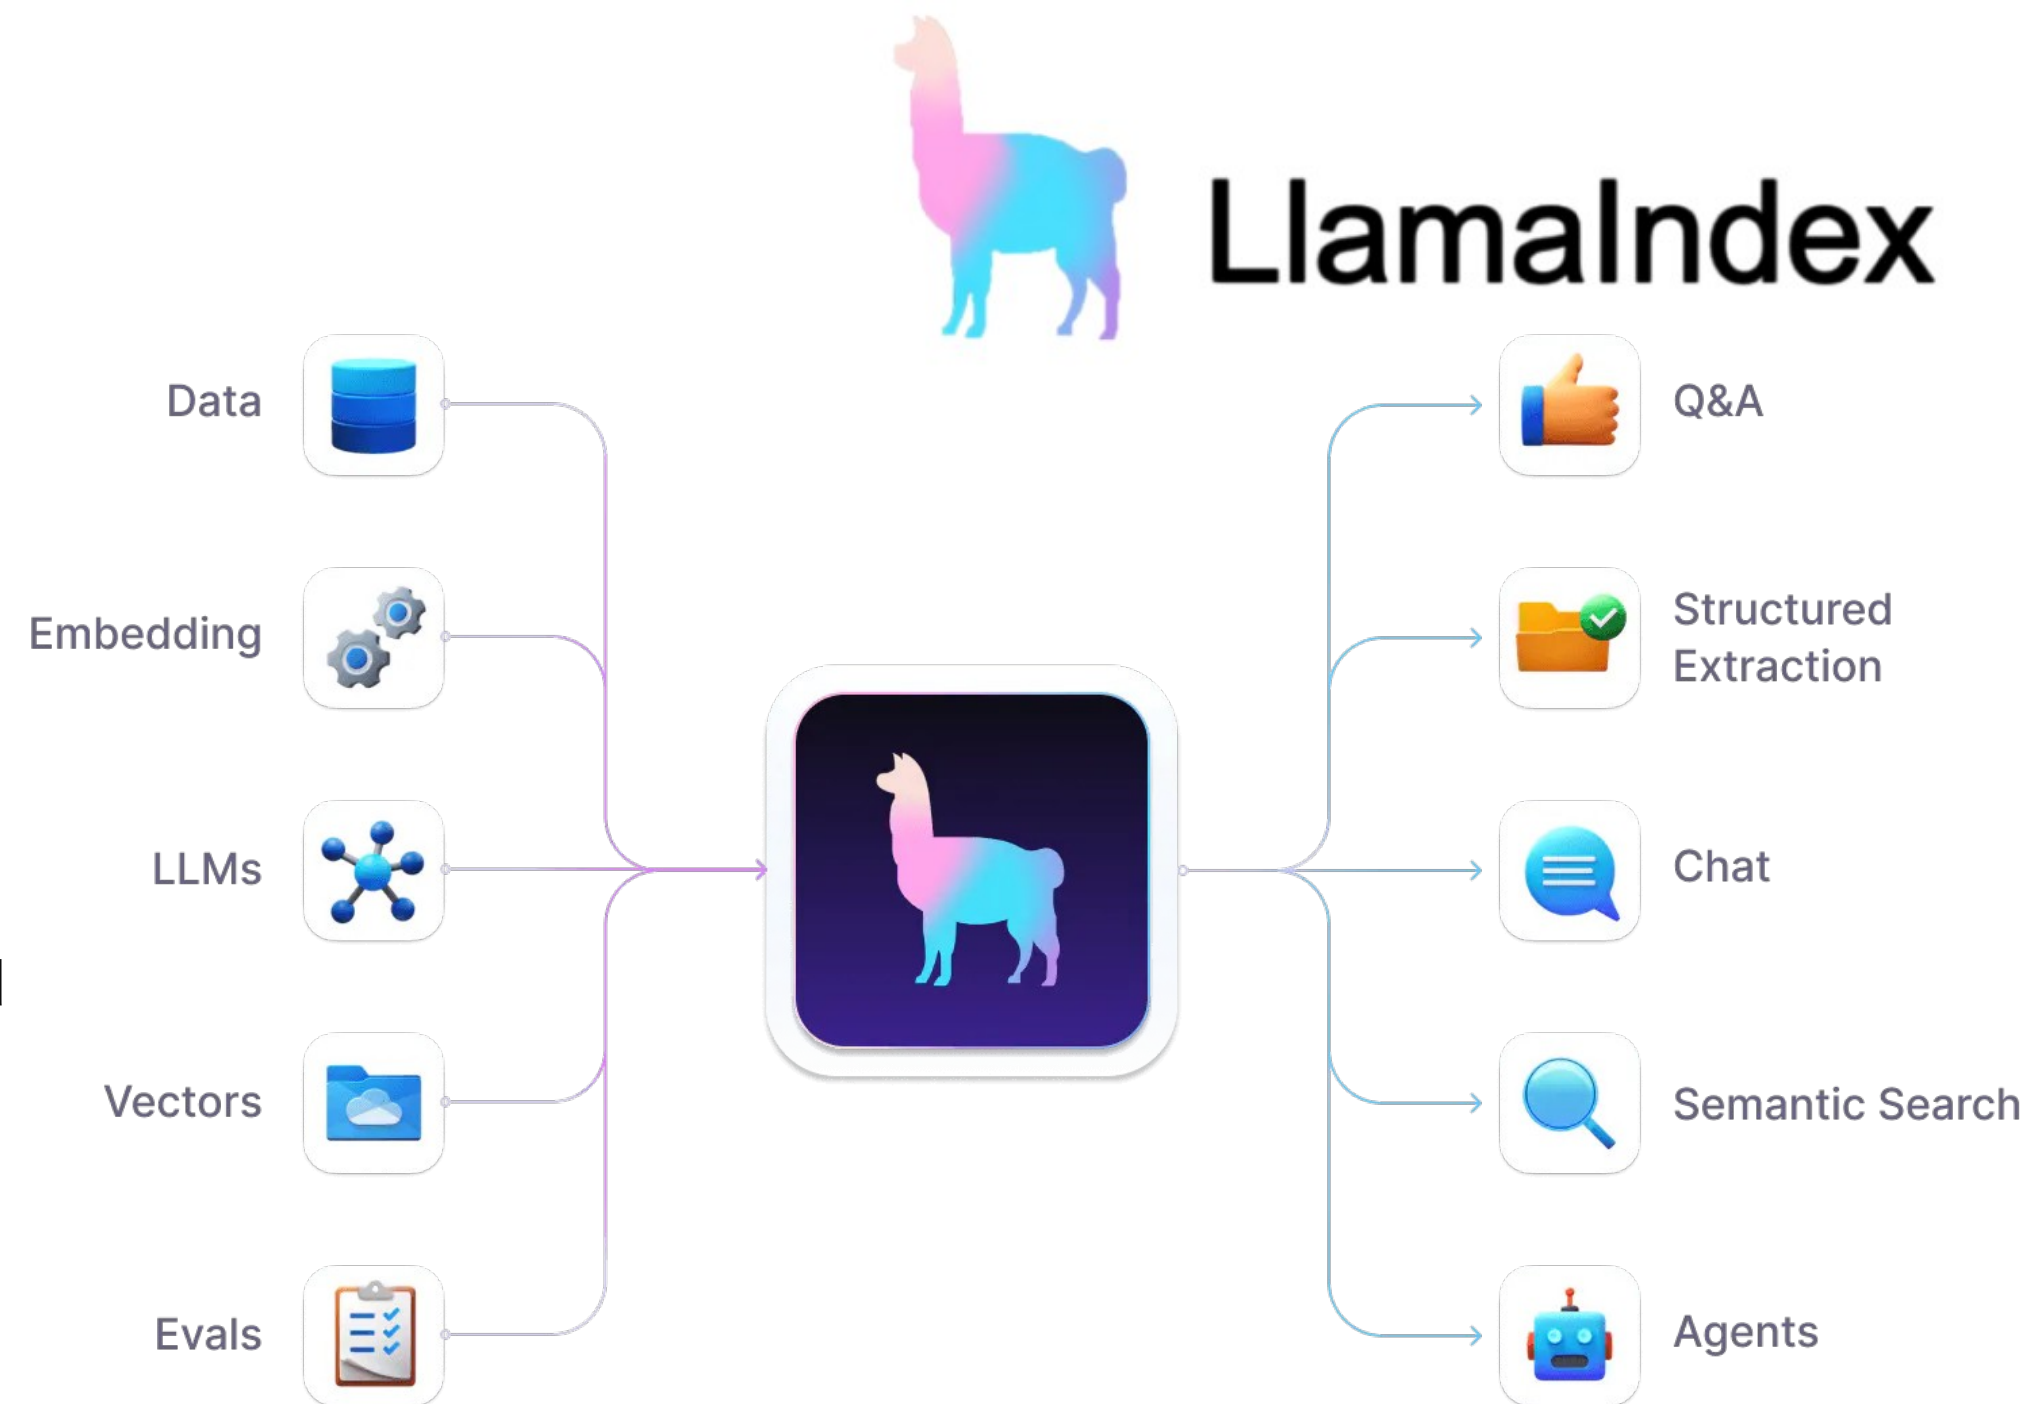 LlamaIndex
Data
Embedding
LLMs
Vectors
Evals
Q&A
Structured
Extraction
Chat
Semantic Search
Agents